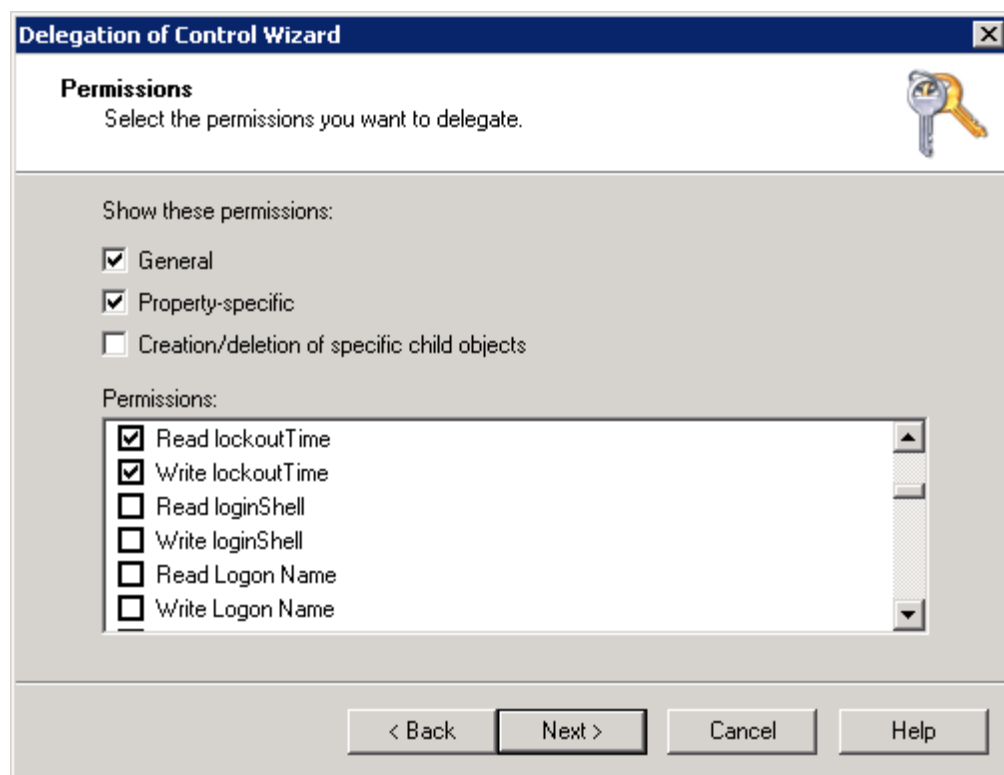 Delegation of Control Wizard
Permissions
Select the permissions you want to delegate.
Show these permissions:
General
Property-specific
Creation/deletion of specific child objects
Permissions:
Read lockoutTime
Write lockoutTime
Read loginShell
Write loginShell
Read Logon Name
Write Logon Name
< Back Next > Cancel Help